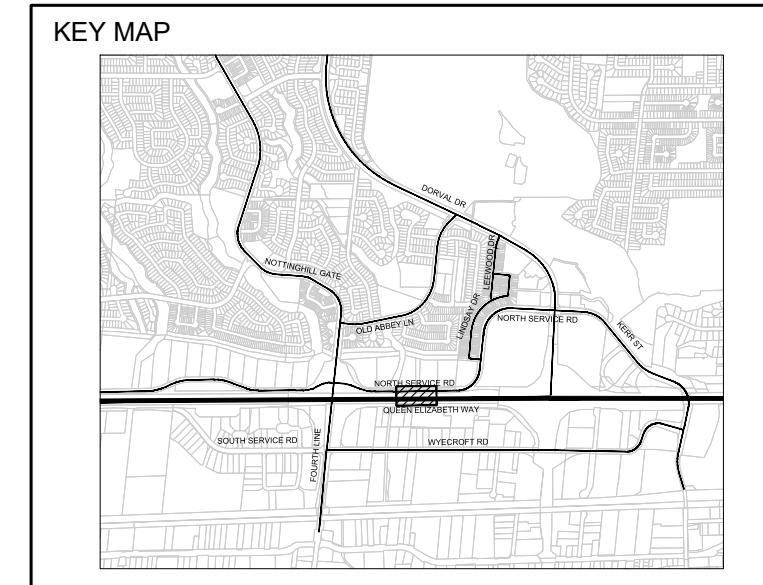 KEY MAP
DORVAL DR
NOTTINGHILL GATE
LEEWOOD DR
OLD ABBEY LN
LINDSAY DR
NORTH SERVICE RD
KERR ST
NORTH SERVICE RD
QUEEN ELIZABETH WAY
SOUTH SERVICE RD
FOURTH LINE
WYECROFT RD